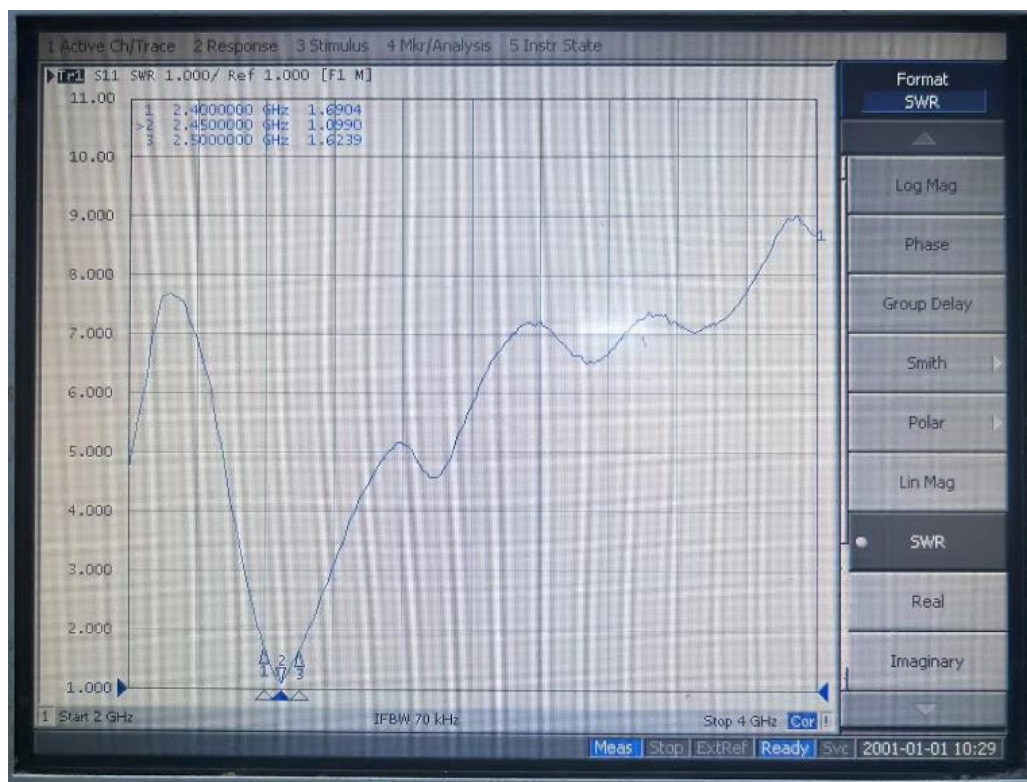 1 Active Ch/Trace 2 Response 3 Stimulus 4 Mkr/Analysis 5 Instr State
Tr1 S11 SWR 1.000/ Ref 1.000 [F1 M]
11.00
1 2.4000000 GHz 1.6904
>2 2.4500000 GHz 1.0990
3 2.5000000 GHz 1.6239
10.00
9.000
8.000
7.000
6.000
5.000
4.000
3.000
2.000
1.000
1
1
2
3
1 Start 2 GHz
IFBW 70 kHz
Stop 4 GHz Cor !
Format
SWR
Log Mag
Phase
Group Delay
Smith
Polar
Lin Mag
SWR
Real
Imaginary
Meas Stop ExtRef Ready Svc 2001-01-01 10:29